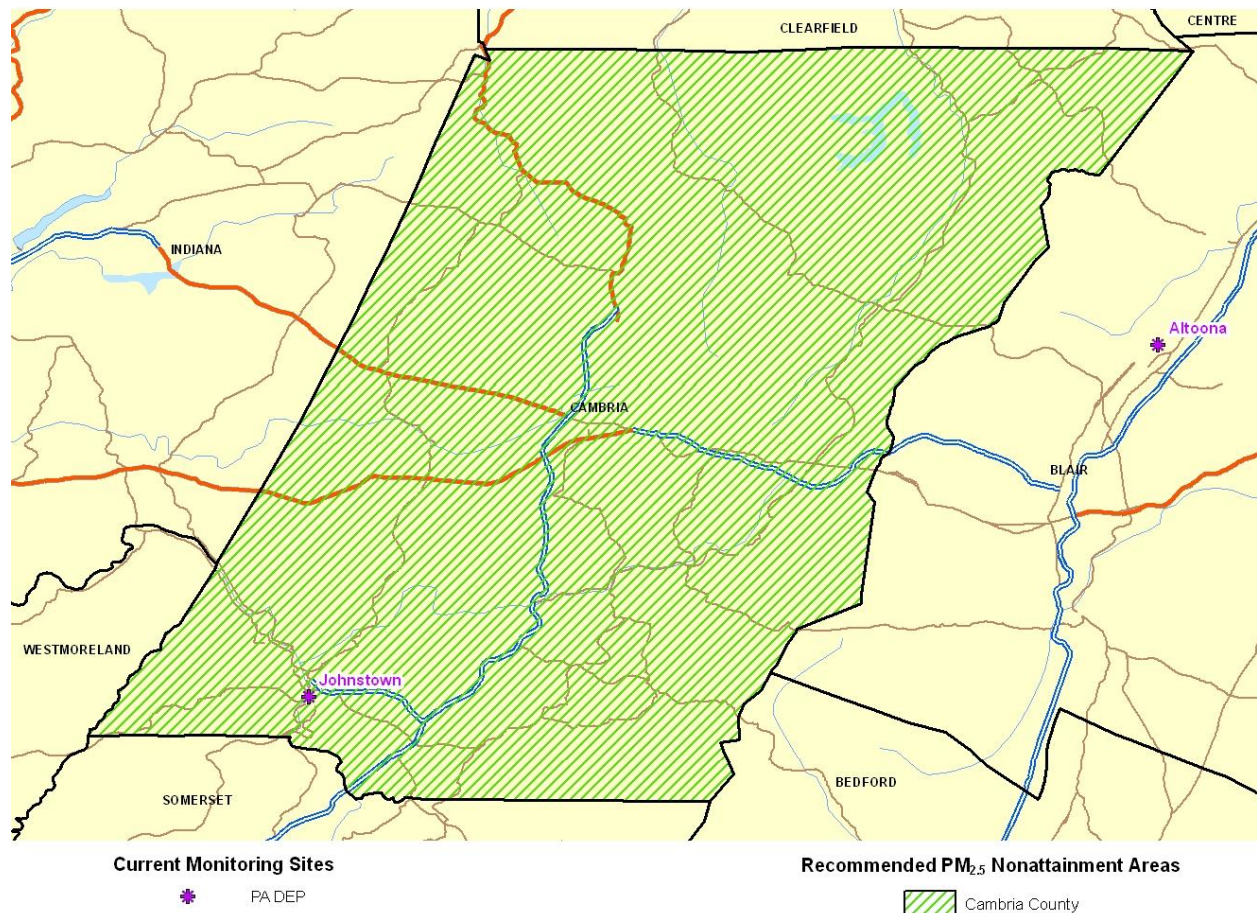 CLEARFIELD
CENTRE
INDIANA
Altoona
CAMBRIA
BLAIR
WESTMORELAND
Johnstown
SOMERSET
BEDFORD
Current Monitoring Sites
PA DEP
Recommended PM2.5 Nonattainment Areas
Cambria County